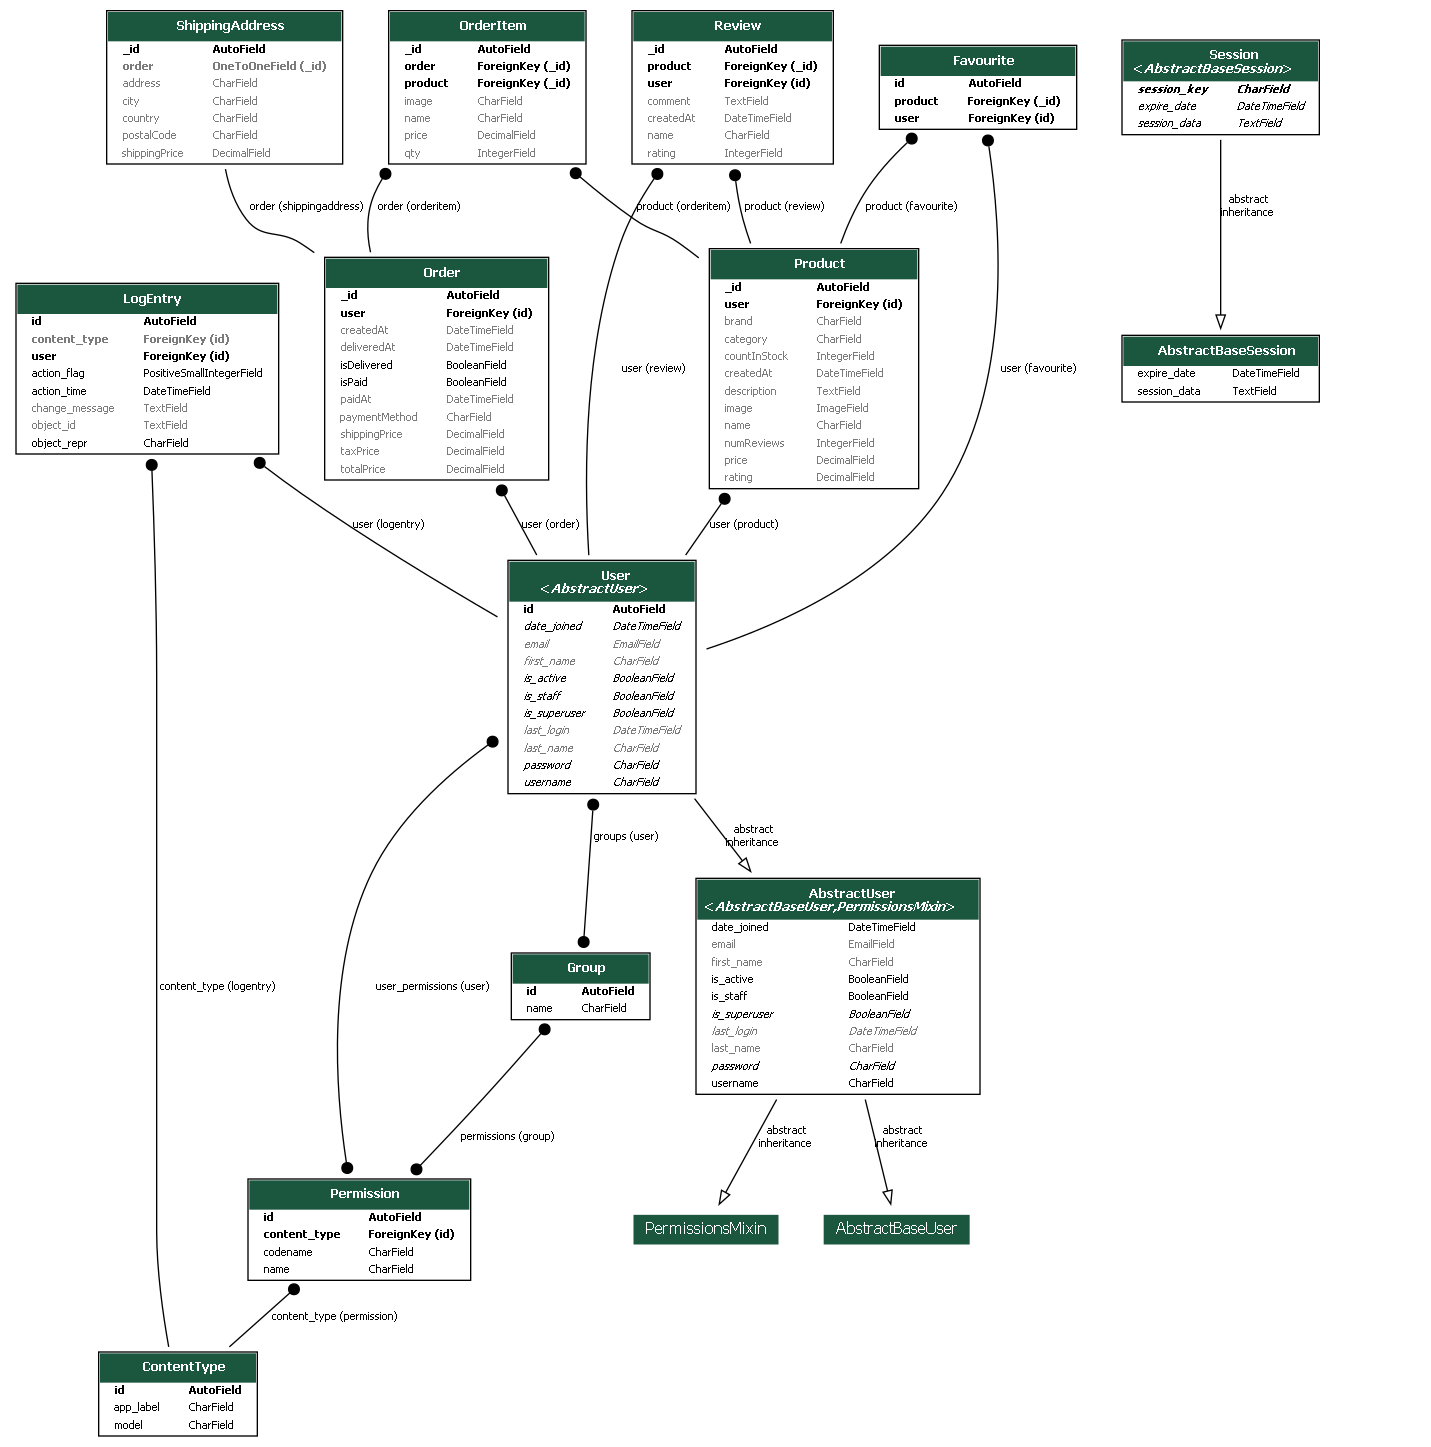 ShippingAddress
_id AutoField
order OneToOneField (_id)
address CharField
city CharField
country CharField
postalCode CharField
shippingPrice DecimalField
OrderItem
_id AutoField
order ForeignKey (_id)
product ForeignKey (_id)
image CharField
name CharField
price DecimalField
qty IntegerField
Review
_id AutoField
product ForeignKey (_id)
user ForeignKey (id)
comment TextField
createdAt DateTimeField
name CharField
rating IntegerField
Favourite
id AutoField
product ForeignKey (_id)
user ForeignKey (id)
Session
<AbstractBaseSession>
session_key CharField
expire_date DateTimeField
session_data TextField
order (shippingaddress)
order (orderitem)
product (orderitem)
product (review)
product (favourite)
abstract
inheritance
LogEntry
id AutoField
content_type ForeignKey (id)
user ForeignKey (id)
action_flag PositiveSmallIntegerField
action_time DateTimeField
change_message TextField
object_id TextField
object_repr CharField
Order
_id AutoField
user ForeignKey (id)
createdAt DateTimeField
deliveredAt DateTimeField
isDelivered BooleanField
isPaid BooleanField
paidAt DateTimeField
paymentMethod CharField
shippingPrice DecimalField
taxPrice DecimalField
totalPrice DecimalField
user (review)
Product
_id AutoField
user ForeignKey (id)
brand CharField
category CharField
countInStock IntegerField
createdAt DateTimeField
description TextField
image ImageField
name CharField
numReviews IntegerField
price DecimalField
rating DecimalField
user (favourite)
AbstractBaseSession
expire_date DateTimeField
session_data TextField
user (logentry)
user (order)
user (product)
User
<AbstractUser>
id AutoField
date_joined DateTimeField
email EmailField
first_name CharField
is_active BooleanField
is_staff BooleanField
is_superuser BooleanField
last_login DateTimeField
last_name CharField
password CharField
username CharField
groups (user)
abstract
inheritance
AbstractUser
<AbstractBaseUser,PermissionsMixin>
date_joined DateTimeField
email EmailField
first_name CharField
is_active BooleanField
is_staff BooleanField
is_superuser BooleanField
last_login DateTimeField
last_name CharField
password CharField
username CharField
content_type (logentry)
user_permissions (user)
Group
id AutoField
name CharField
permissions (group)
abstract
inheritance
abstract
inheritance
Permission
id AutoField
content_type ForeignKey (id)
codename CharField
name CharField
PermissionsMixin
AbstractBaseUser
content_type (permission)
ContentType
id AutoField
app_label CharField
model CharField